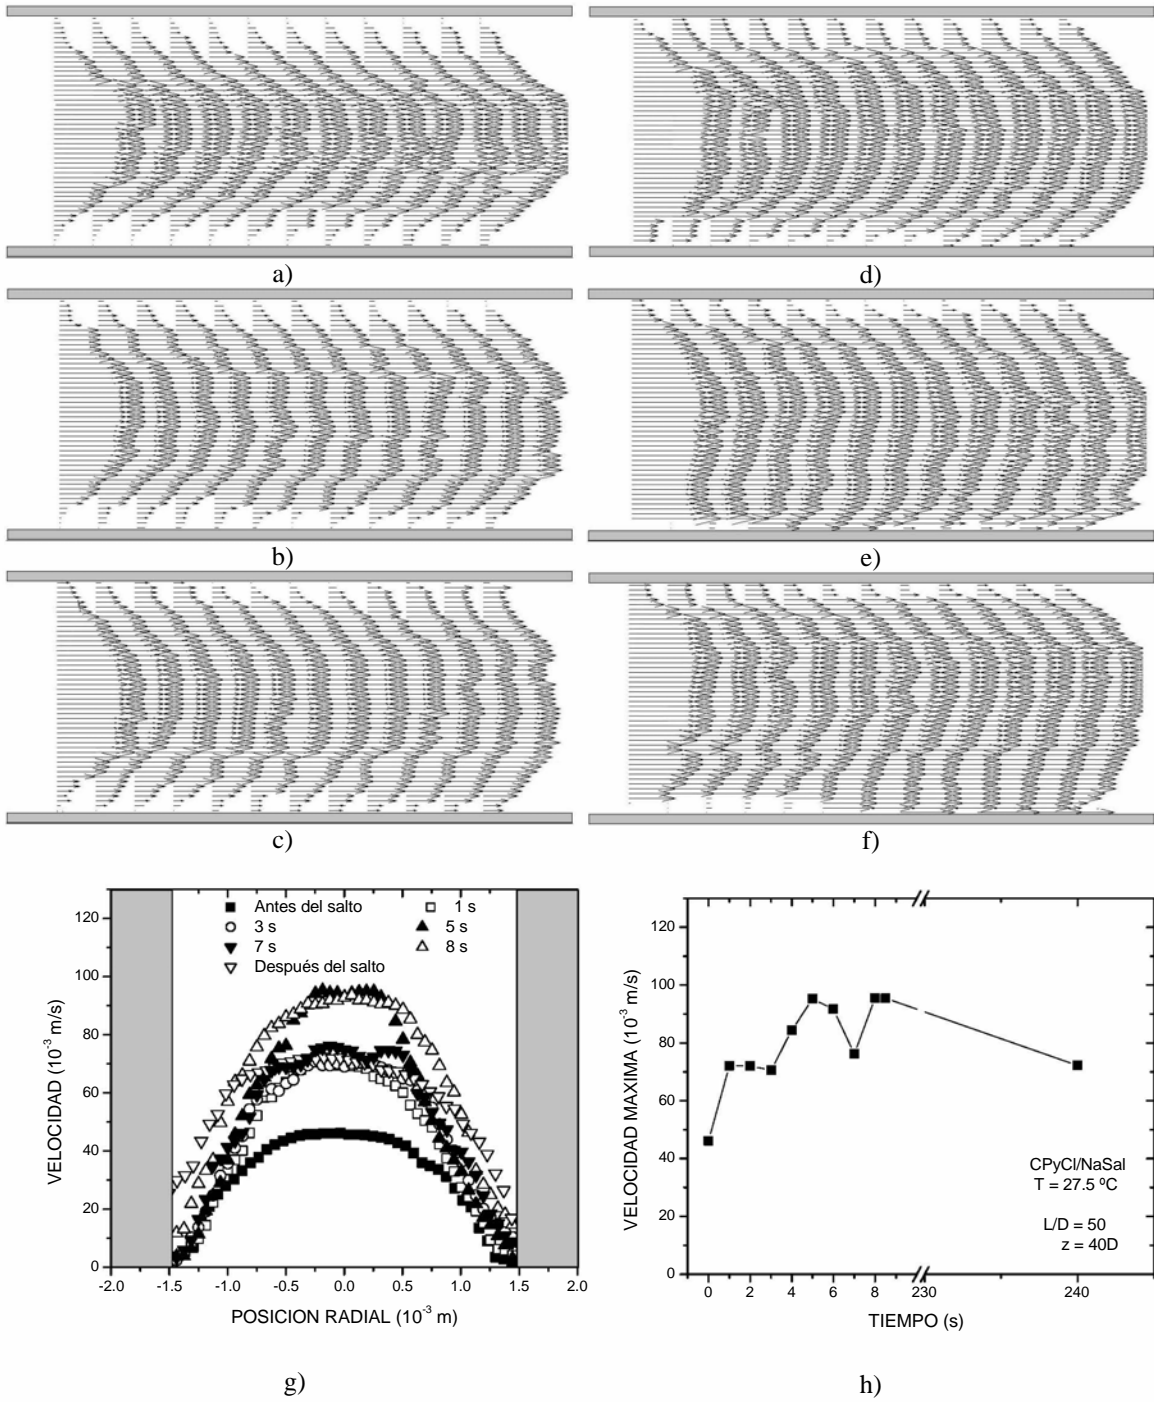 a)
d)
b)
e)
c)
f)
VELOCIDAD (10⁻³ m/s)
120
100
80
60
40
20
0
Antes del salto
1 s
3 s
5 s
7 s
8 s
Después del salto
-2.0 -1.5 -1.0 -0.5 0.0 0.5 1.0 1.5 2.0
POSICION RADIAL (10⁻³ m)
g)
VELOCIDAD MAXIMA (10⁻³ m/s)
120
100
80
60
40
20
0
CPyCl/NaSal
T = 27.5 ºC
L/D = 50
z = 40D
0 2 4 6 8 230 240
TIEMPO (s)
h)